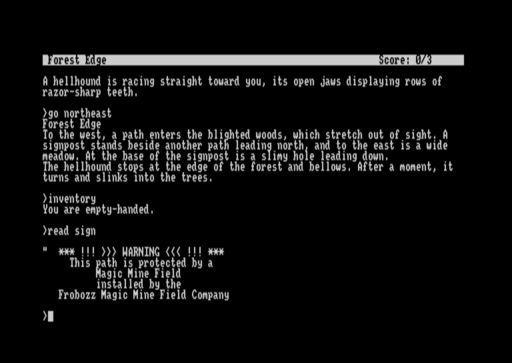 Forest Edge Score: 0/3
A hellhound is racing straight toward you, its open jaws displaying rows of
razor-sharp teeth.
>go northeast
Forest Edge
To the west, a path enters the blighted woods, which stretch out of sight. A
signpost stands beside another path leading north, and to the east is a wide
meadow. At the base of the signpost is a slimy hole leading down.
The hellhound stops at the edge of the forest and bellows. After a moment, it
turns and slinks into the trees.
>inventory
You are empty-handed.
>read sign
" *** !!! >>> WARNING <<< !!! ***
This path is protected by a
Magic Mine Field
installed by the
Frobozz Magic Mine Field Company
>